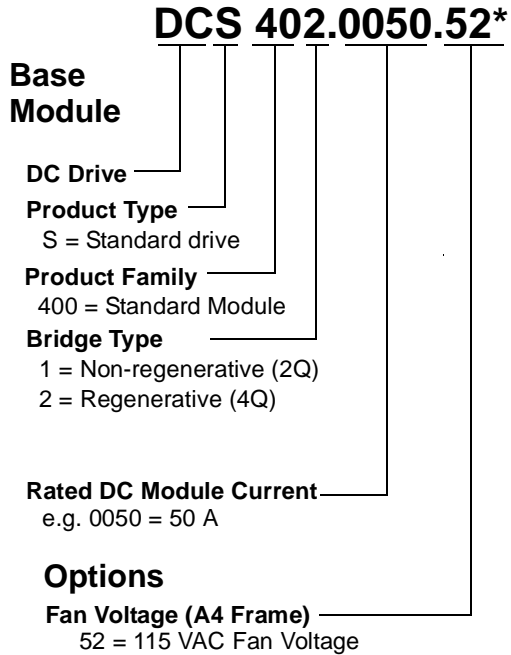 DCS 402.0050.52*
Base
Module
DC Drive
Product Type
S = Standard drive
Product Family
400 = Standard Module
Bridge Type
1 = Non-regenerative (2Q)
2 = Regenerative (4Q)
Rated DC Module Current
e.g. 0050 = 50 A
Options
Fan Voltage (A4 Frame)
52 = 115 VAC Fan Voltage